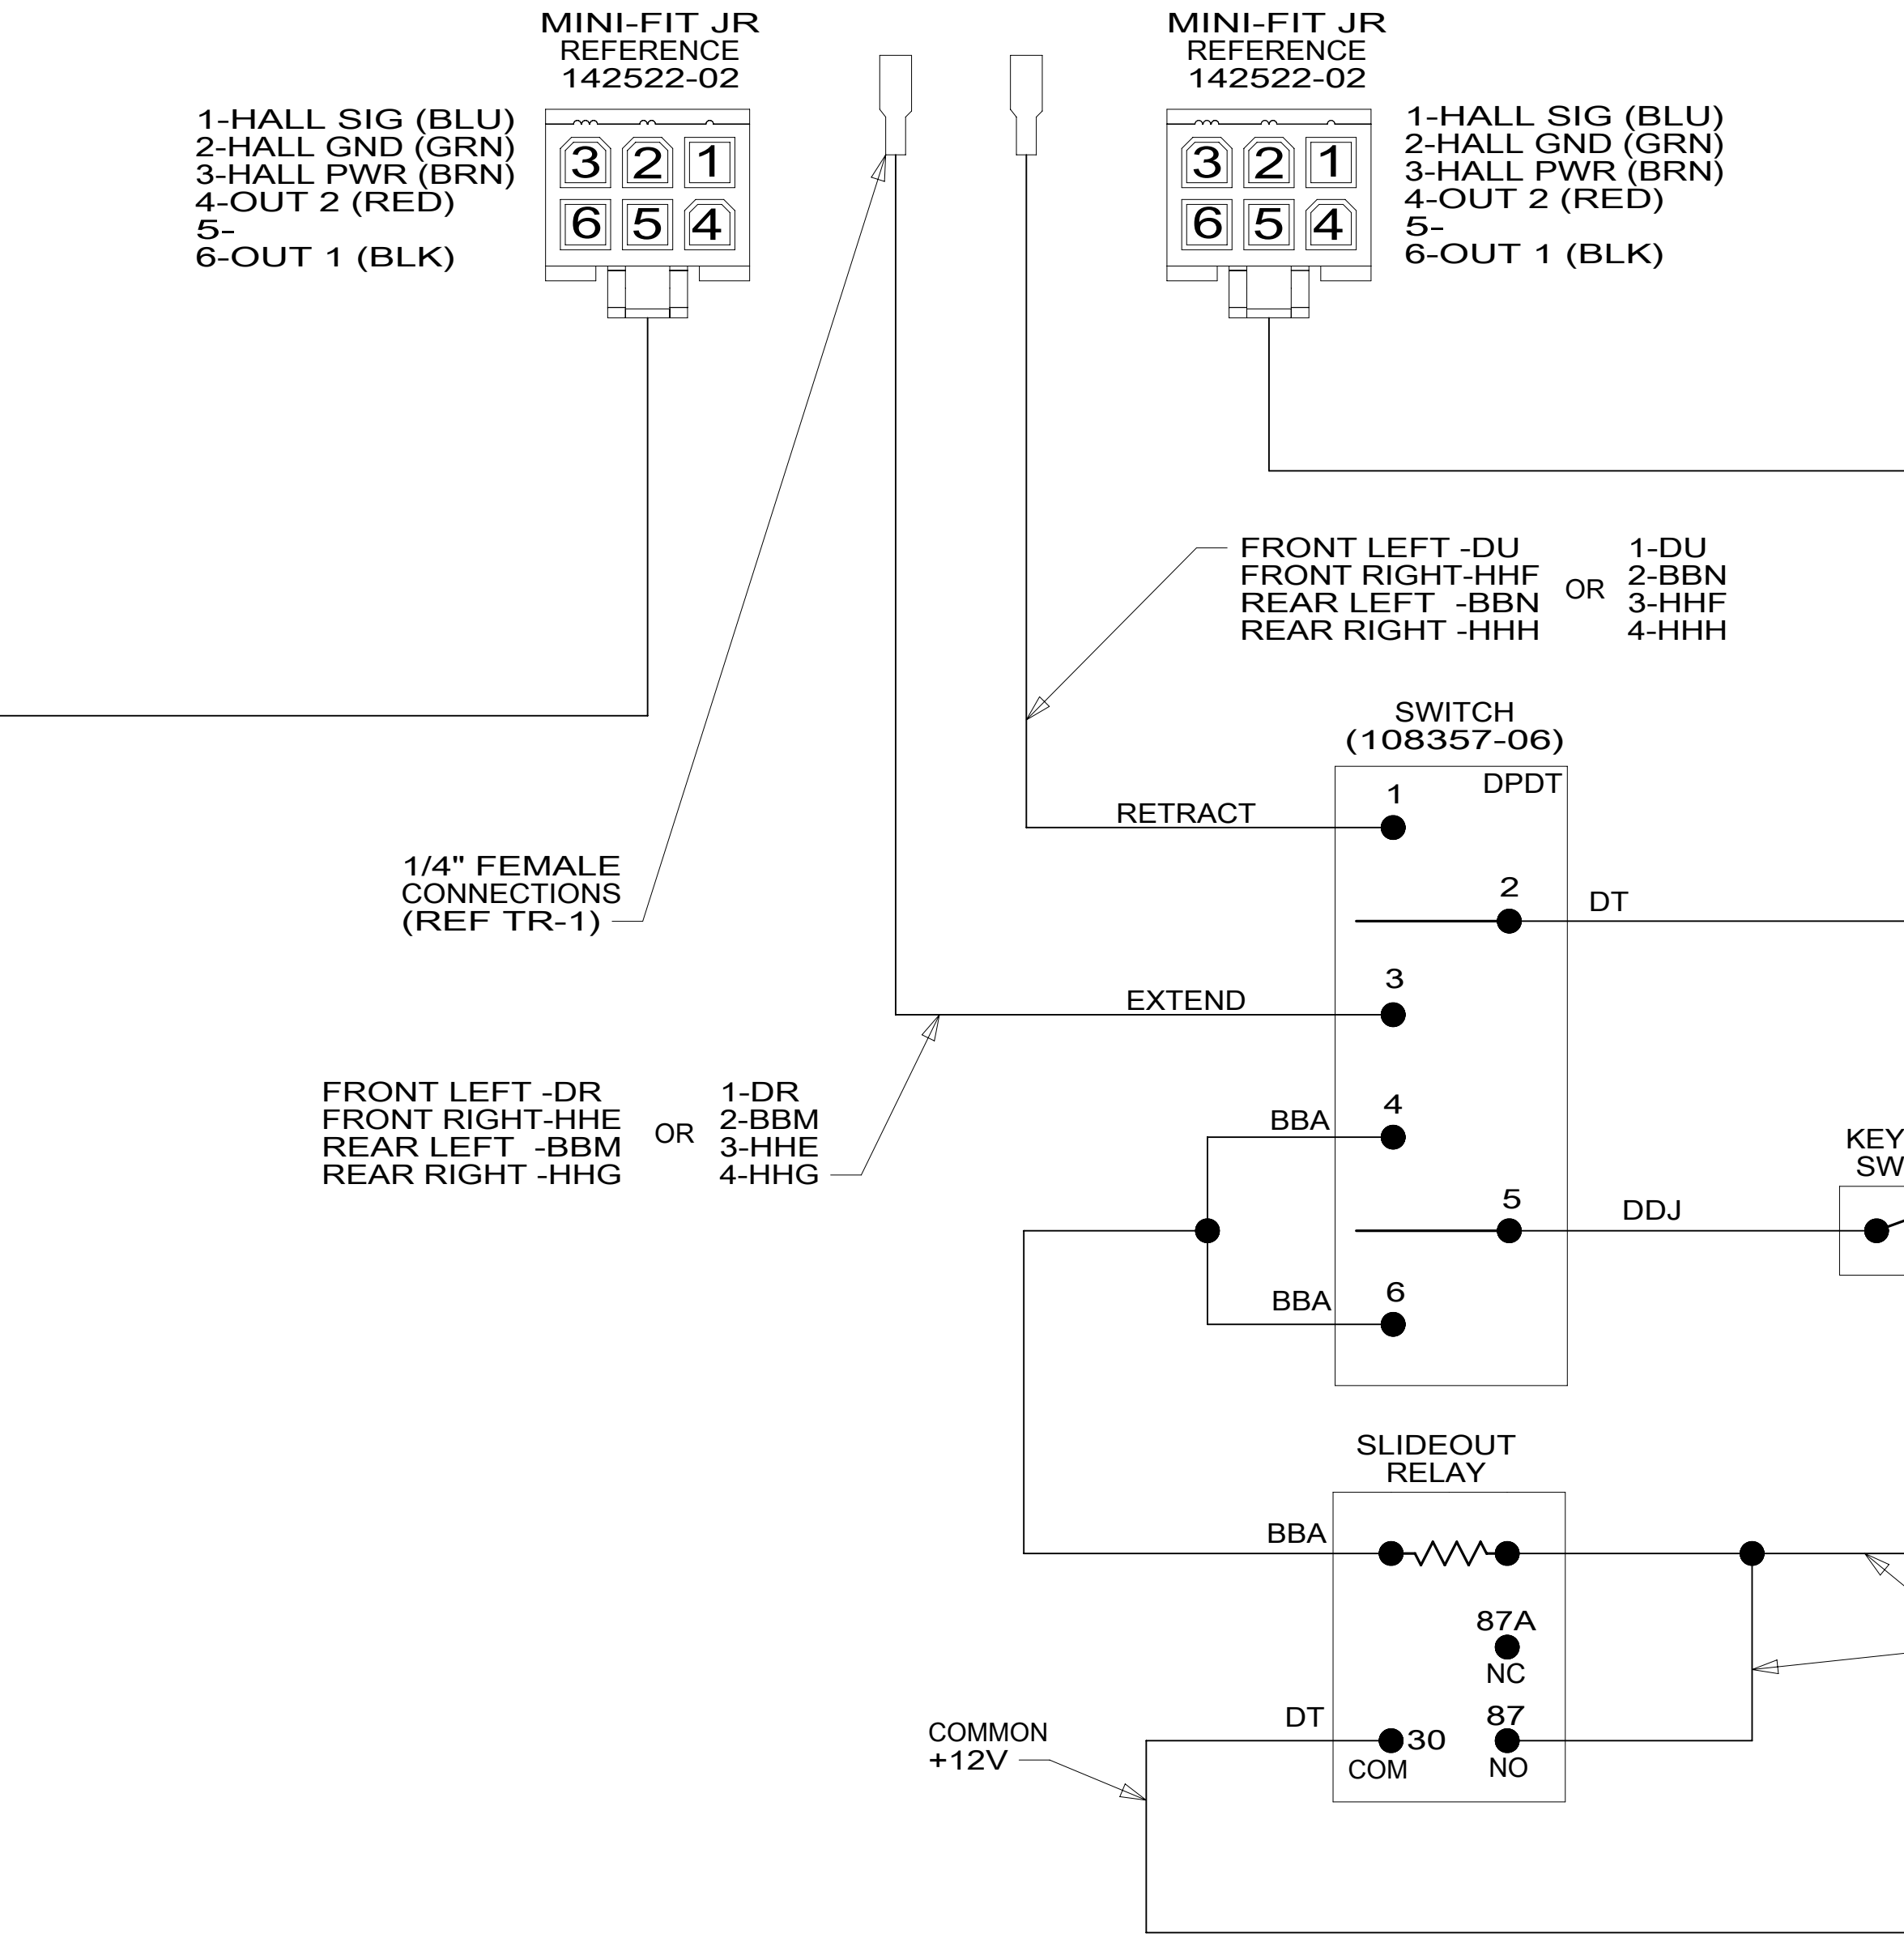 MINI-FIT JR
REFERENCE
142522-02
1-HALL SIG (BLU)
2-HALL GND (GRN)
3-HALL PWR (BRN)
4-OUT 2 (RED)
5-
6-OUT 1 (BLK)
3 2 1
6 5 4
MINI-FIT JR
REFERENCE
142522-02
3 2 1
6 5 4
1-HALL SIG (BLU)
2-HALL GND (GRN)
3-HALL PWR (BRN)
4-OUT 2 (RED)
5-
6-OUT 1 (BLK)
FRONT LEFT -DU
FRONT RIGHT-HHF
REAR LEFT -BBN
REAR RIGHT -HHH
OR
1-DU
2-BBN
3-HHF
4-HHH
SWITCH
(108357-06)
DPDT
1
RETRACT
1/4" FEMALE
CONNECTIONS
(REF TR-1)
2
DT
3
EXTEND
FRONT LEFT -DR
FRONT RIGHT-HHE
REAR LEFT -BBM
REAR RIGHT -HHG
OR
1-DR
2-BBM
3-HHE
4-HHG
BBA
4
KEY
SW
5
DDJ
BBA
6
SLIDEOUT
RELAY
BBA
87A
NC
DT
30
COM
87
NO
COMMON
+12V